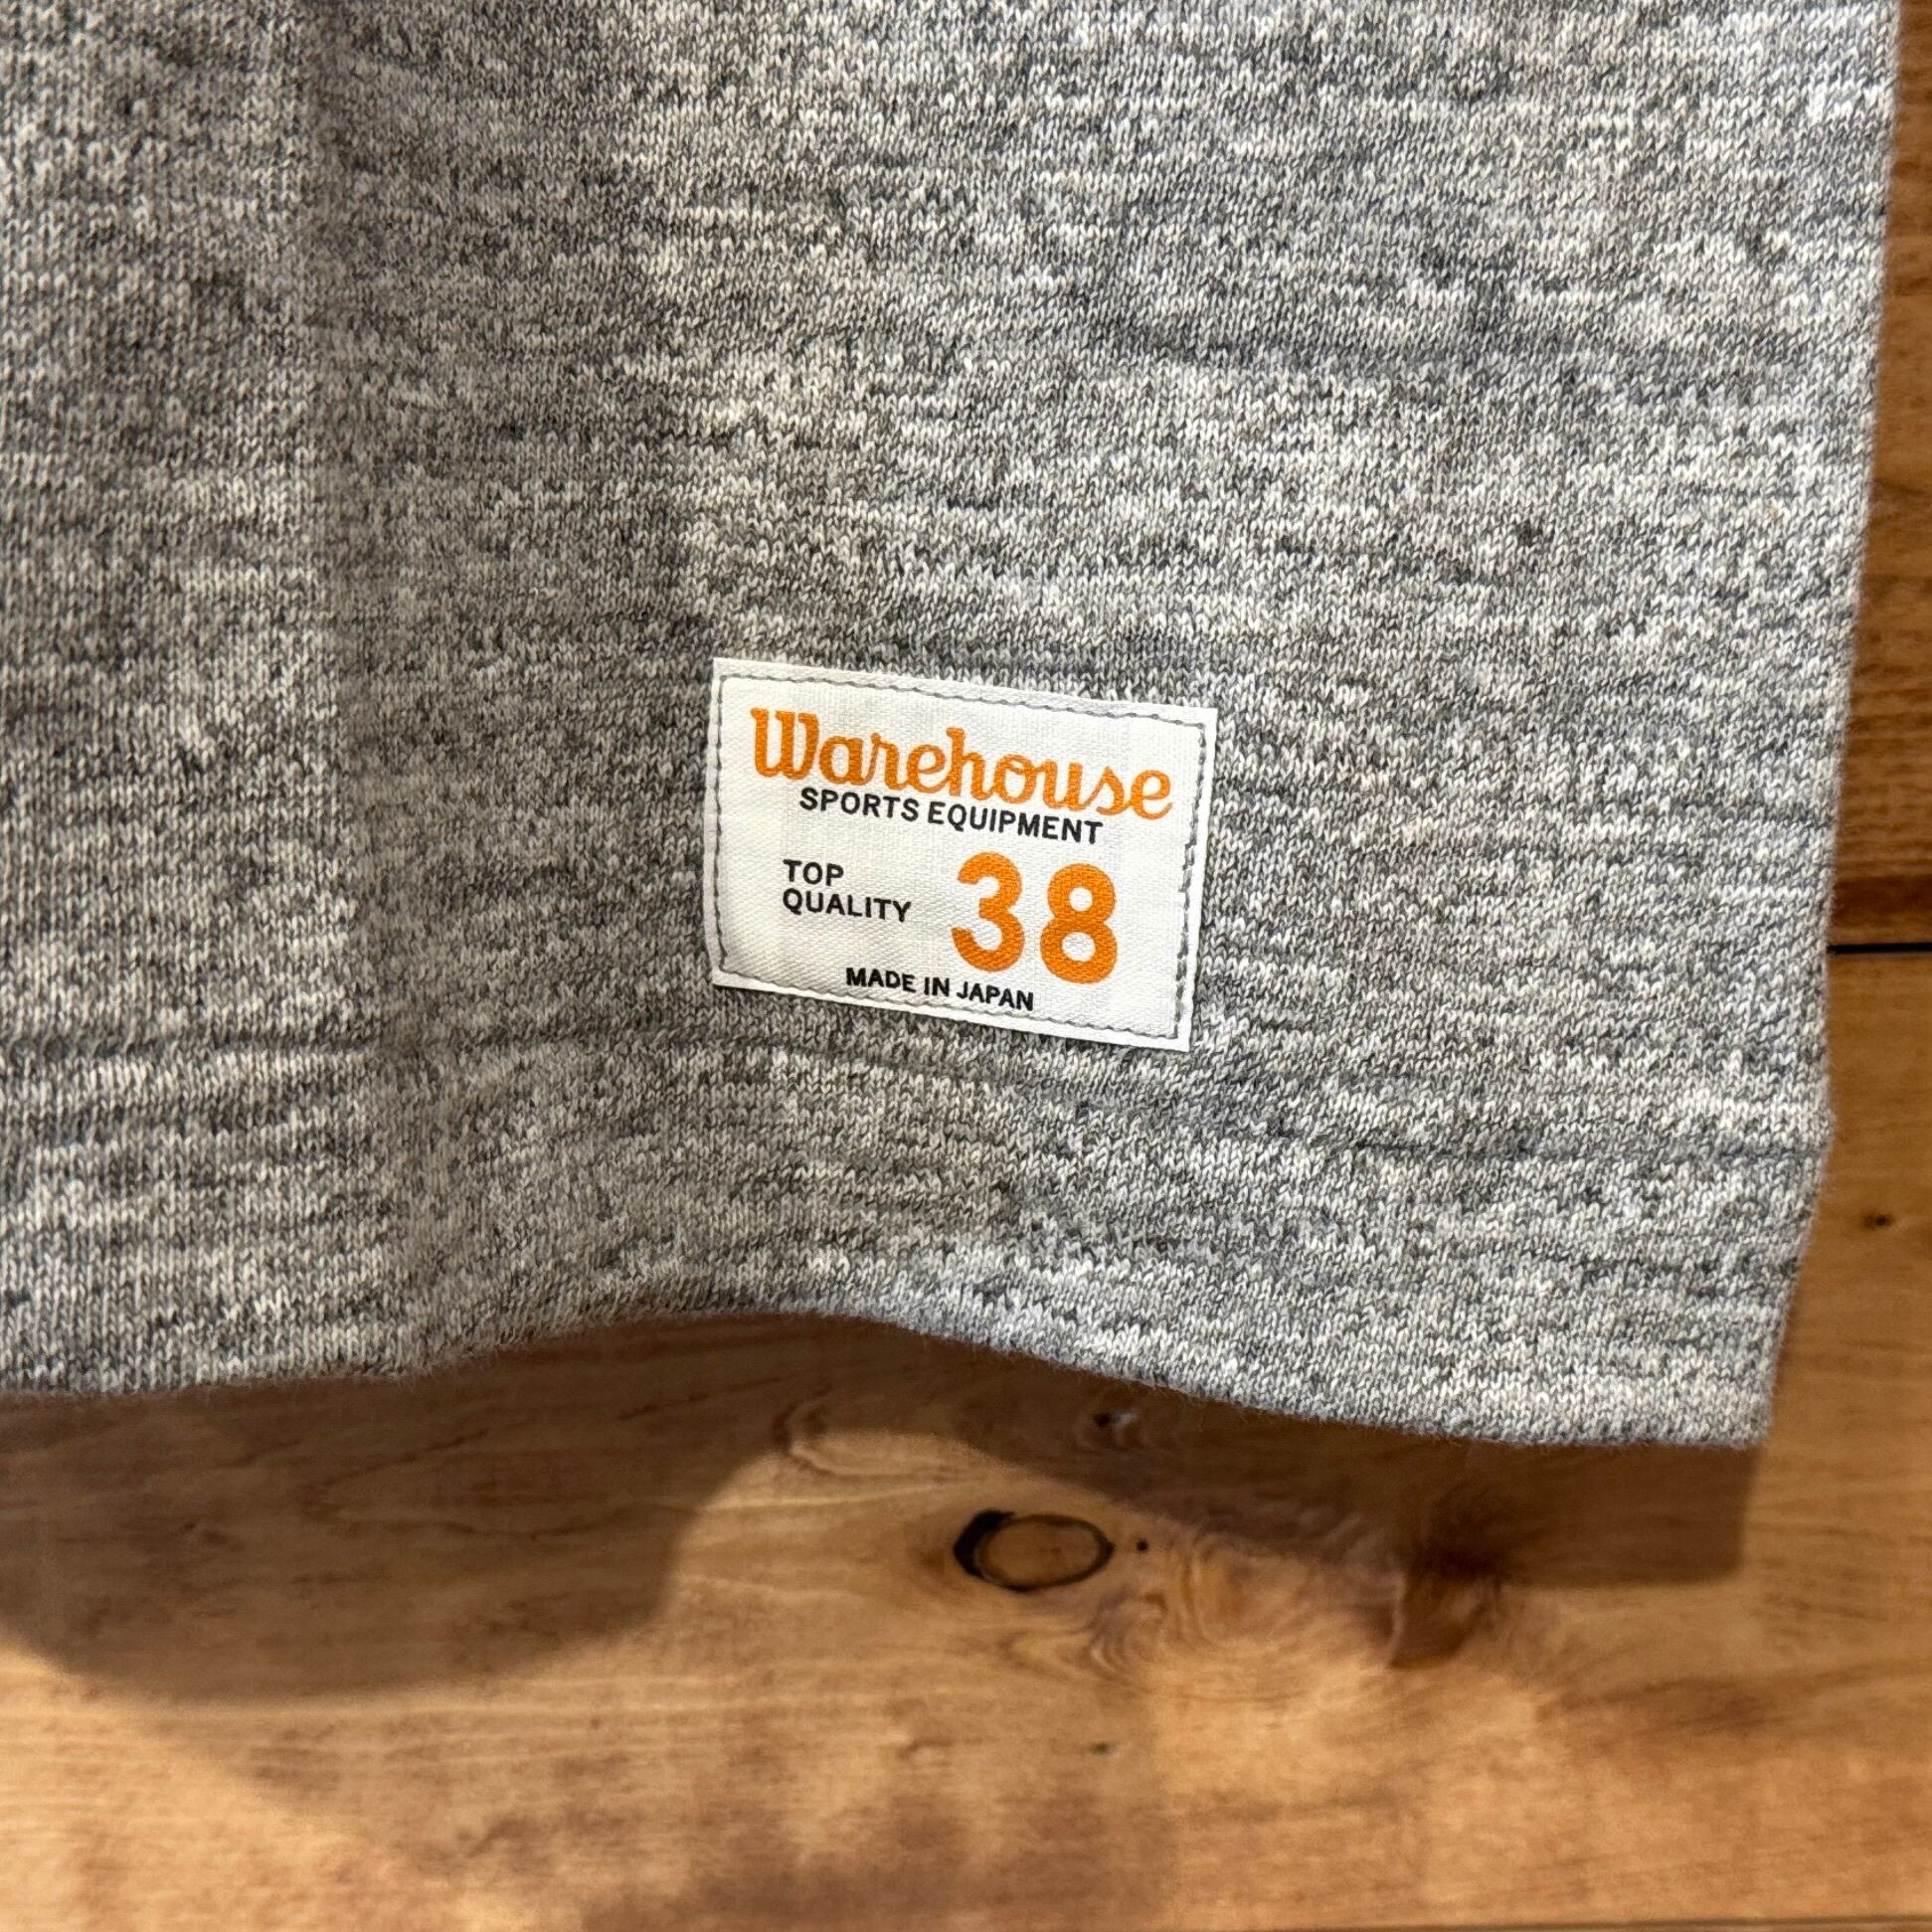 Warehouse
SPORTS EQUIPMENT
TOP
QUALITY
38
MADE IN JAPAN